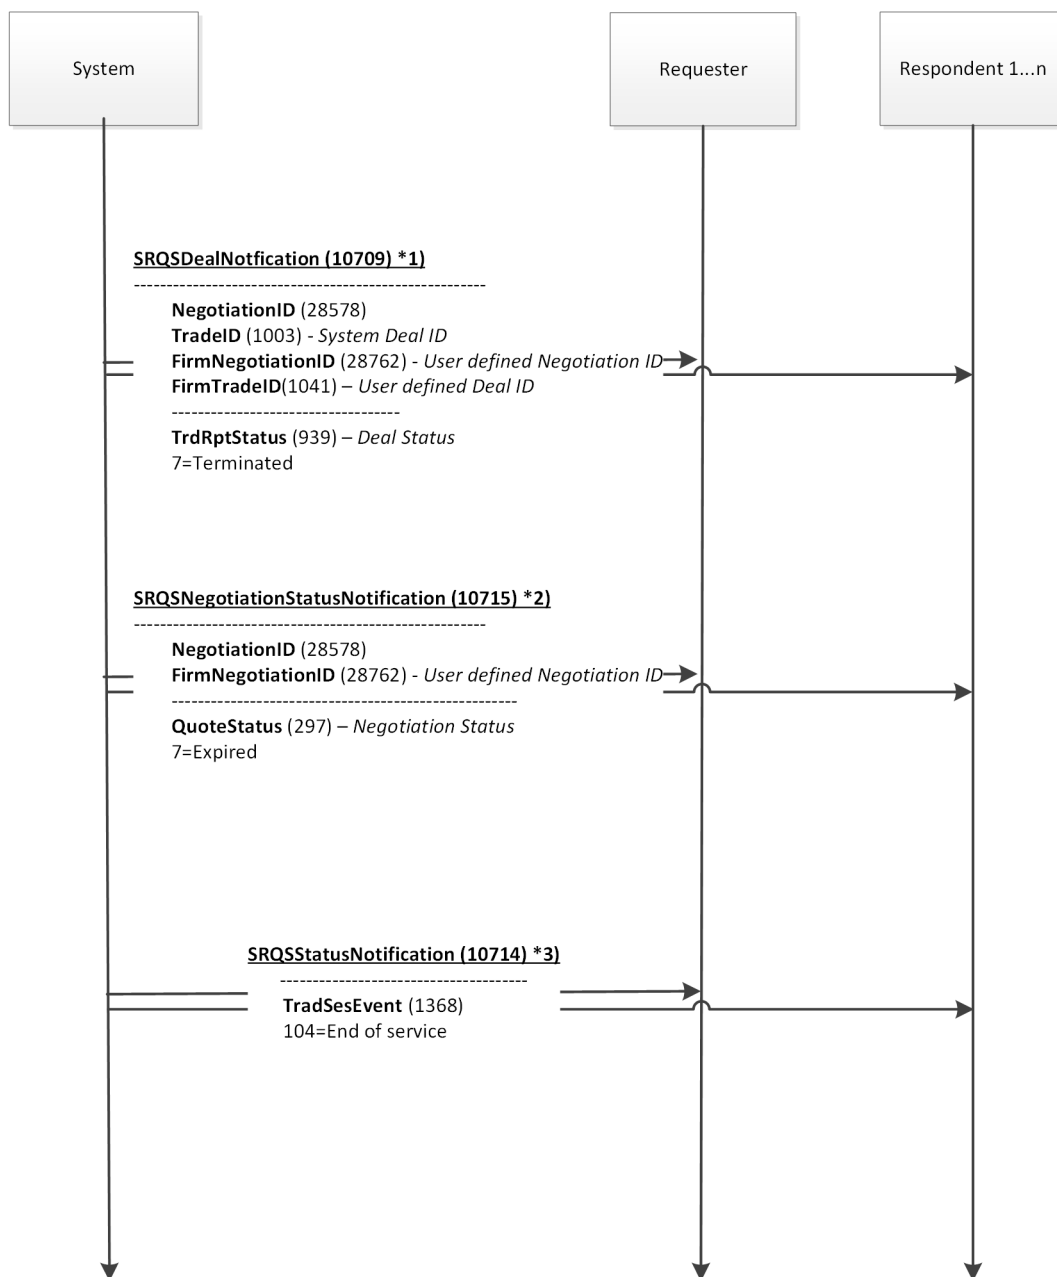 System
Requester
Respondent 1...n
SRQSDealNotfication (10709) *1)
------------------------------------------------------
NegotiationID (28578)
TradeID (1003) - System Deal ID
FirmNegotiationID (28762) - User defined Negotiation ID
FirmTradeID(1041) – User defined Deal ID
-----------------------------------
TrdRptStatus (939) – Deal Status
7=Terminated
SRQSNegotiationStatusNotification (10715) *2)
------------------------------------------------------
NegotiationID (28578)
FirmNegotiationID (28762) - User defined Negotiation ID
-----------------------------------------------------
QuoteStatus (297) – Negotiation Status
7=Expired
SRQSStatusNotification (10714) *3)
--------------------------------------
TradSesEvent (1368)
104=End of service